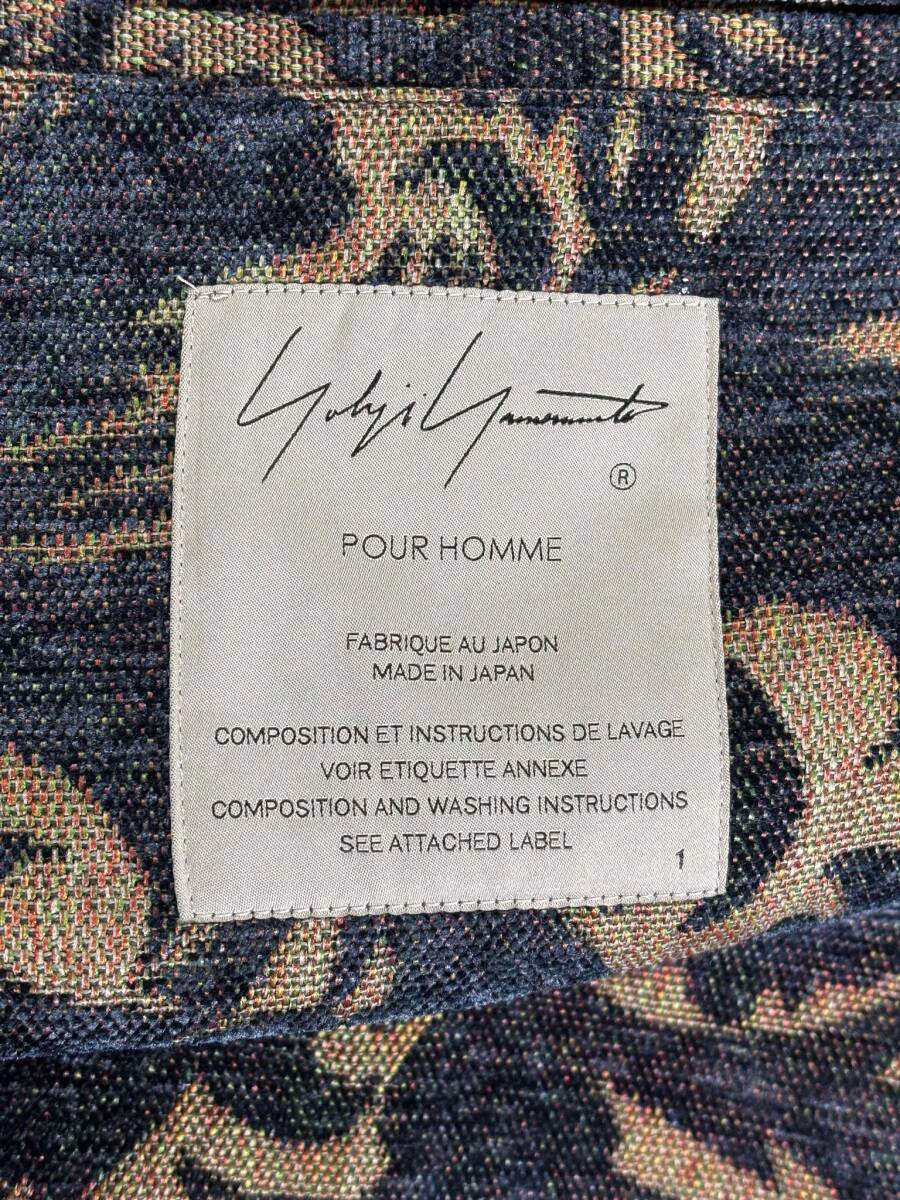 Yohji Yamamoto
®
POUR HOMME
FABRIQUE AU JAPON
MADE IN JAPAN
COMPOSITION ET INSTRUCTIONS DE LAVAGE
VOIR ETIQUETTE ANNEXE
COMPOSITION AND WASHING INSTRUCTIONS
SEE ATTACHED LABEL
1